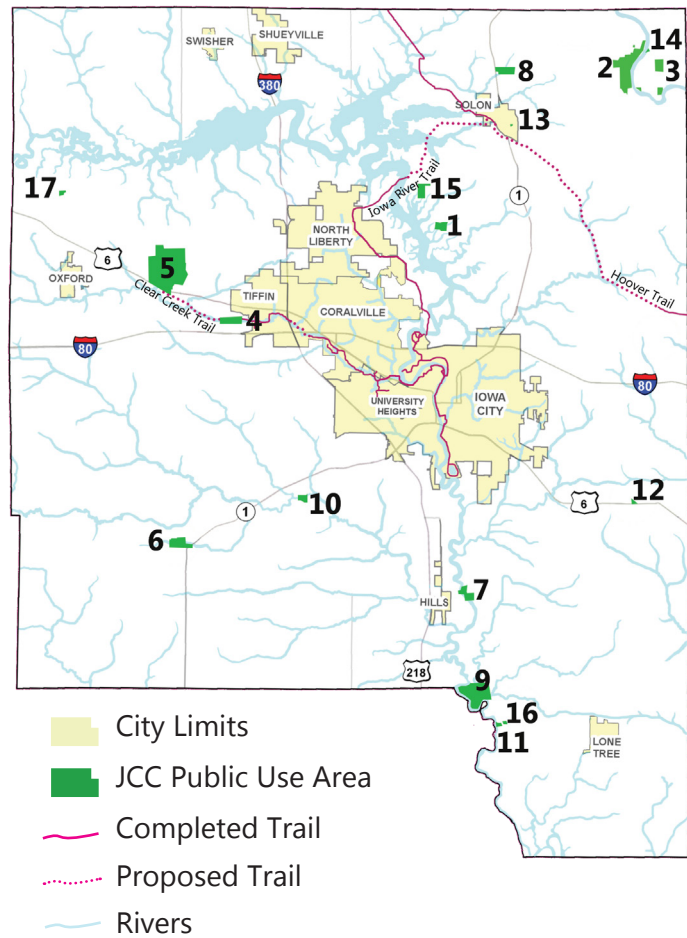 SHUEYVILLE
SWISHER
14
2
3
8
380
SOLON
13
17
15
Iowa River Trail
1
1
NORTH
LIBERTY
6
5
OXFORD
Hoover Trail
TIFFIN
Clear Creek Trail
CORALVILLE
4
80
80
UNIVERSITY
HEIGHTS
IOWA
CITY
12
10
6
1
6
7
HILLS
218
9
16
11
LONE
TREE
City Limits
JCC Public Use Area
Completed Trail
Proposed Trail
Rivers